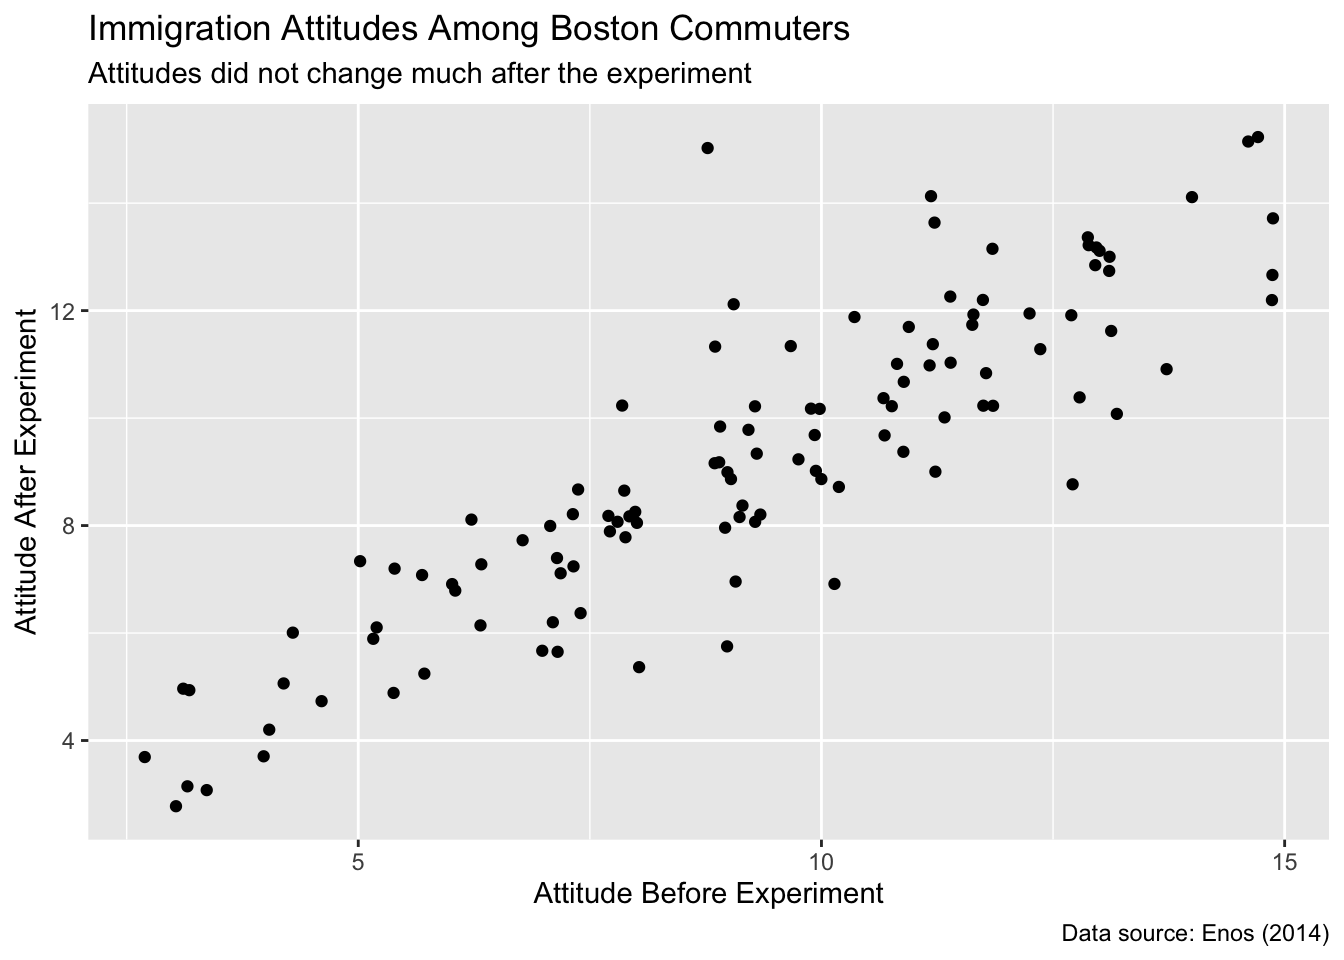 Immigration Attitudes Among Boston Commuters
Attitudes did not change much after the experiment
Attitude After Experiment
12
8
4
5 10 15
Attitude Before Experiment
Data source: Enos (2014)